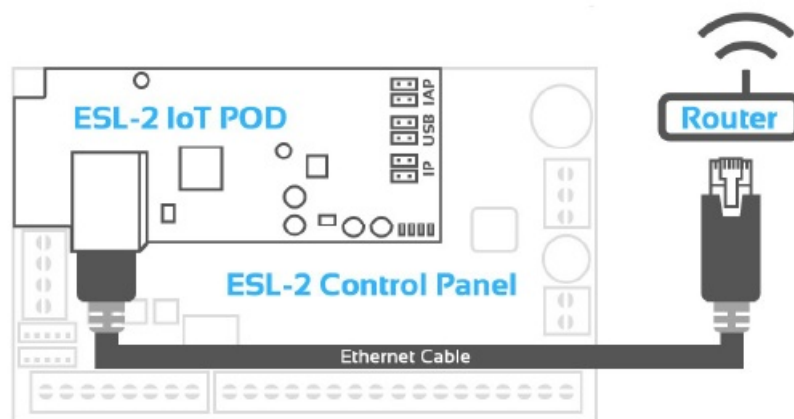 ESL-2 IoT POD
IAP
USB
IP
Router
ESL-2 Control Panel
Ethernet Cable